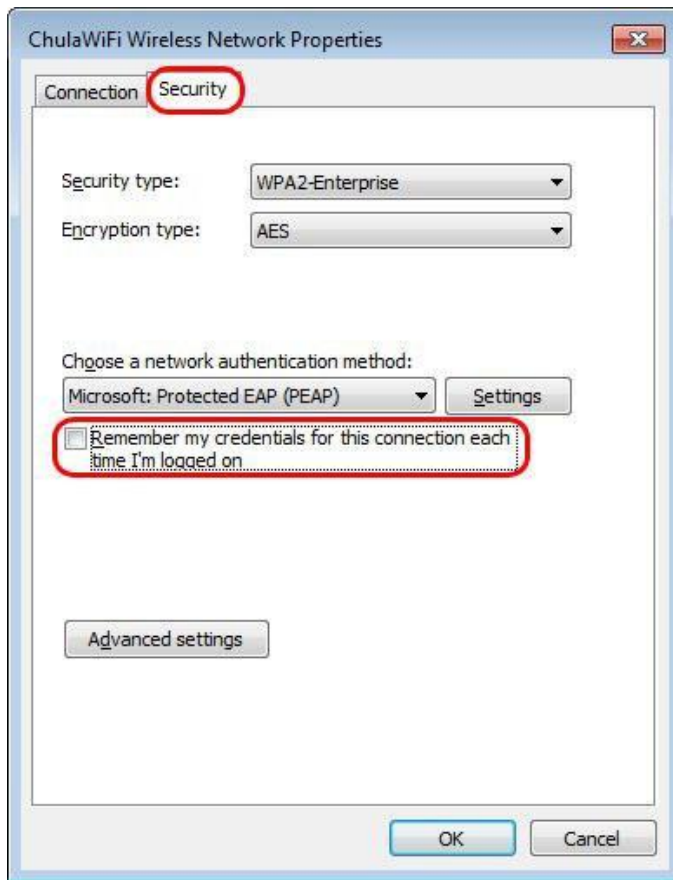 ChulaWiFi Wireless Network Properties
Connection Security
Security type: WPA2-Enterprise
Encryption type: AES
Choose a network authentication method:
Microsoft: Protected EAP (PEAP) Settings
Remember my credentials for this connection each
time I'm logged on
Advanced settings
OK Cancel